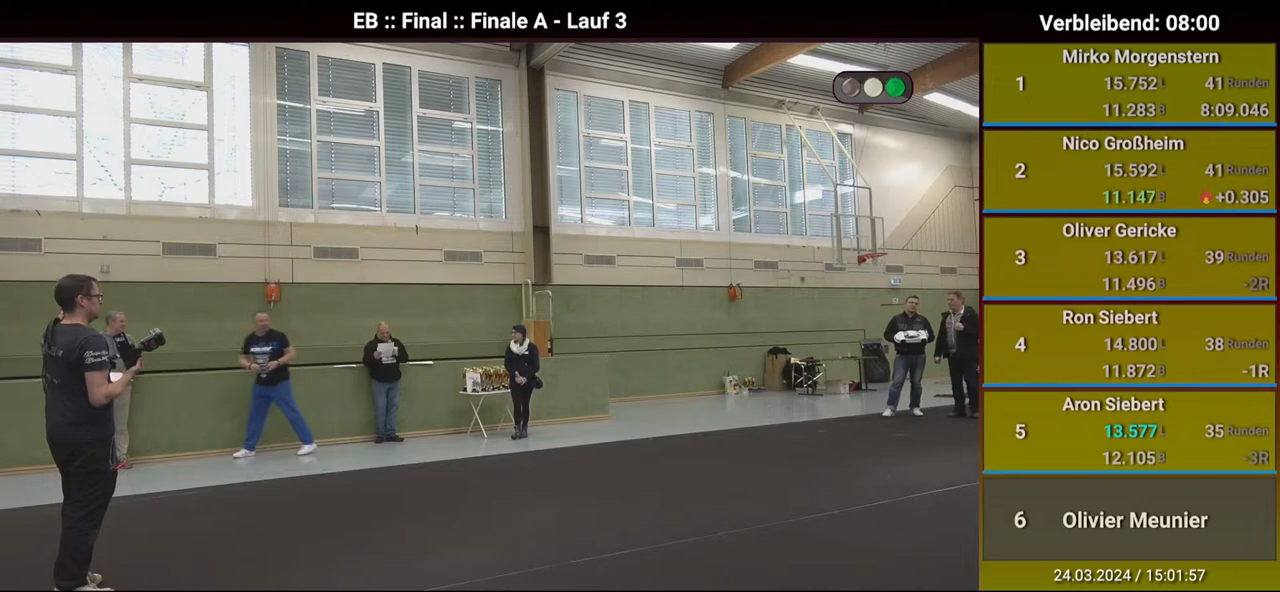 EB :: Final :: Finale A - Lauf 3
Verbleibend: 08:00
Mirko Morgenstern
1 15.752 L 41 Runden
11.283 B 8:09.046
Nico Großheim
2 15.592 L 41 Runden
11.147 B 🔥+0.305
Oliver Gericke
3 13.617 L 39 Runden
11.496 B -2R
Ron Siebert
4 14.800 L 38 Runden
11.872 B -1R
Aron Siebert
5 13.577 L 35 Runden
12.105 B -3R
6 Olivier Meunier
24.03.2024 / 15:01:57